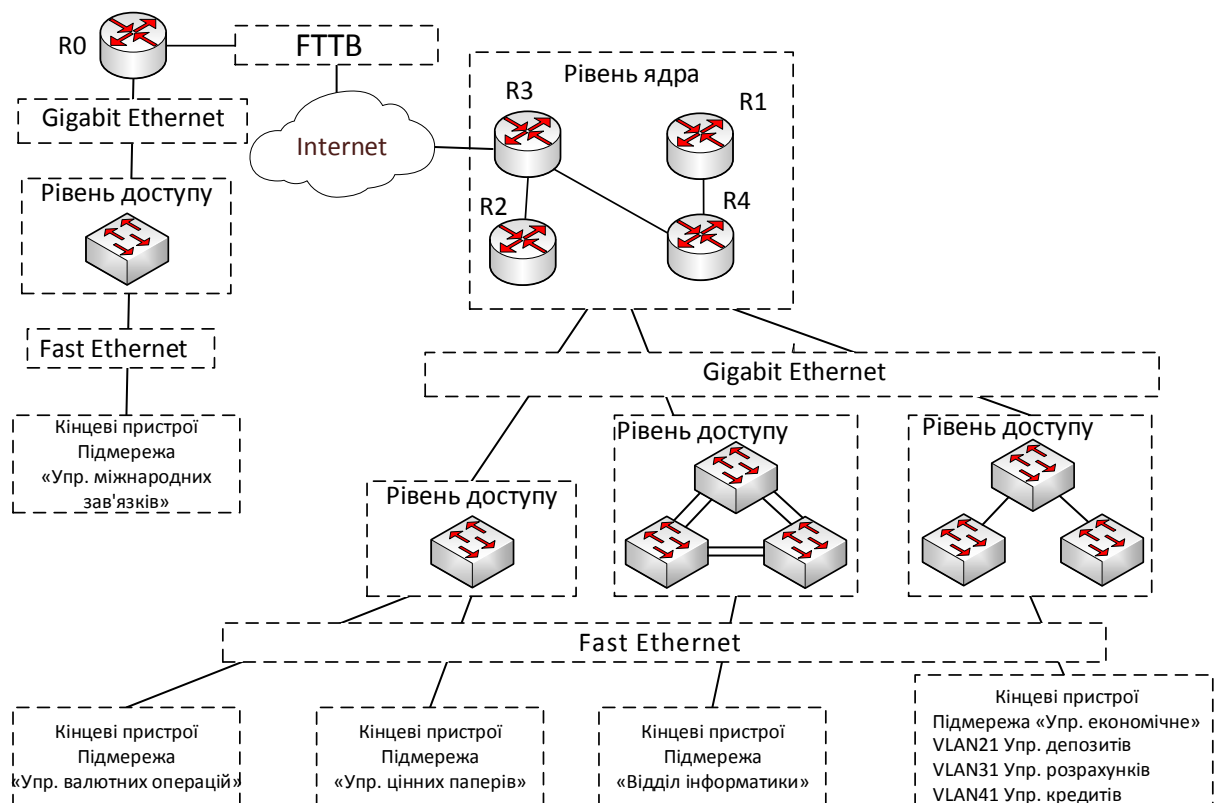 R0
FTTB
Gigabit Ethernet
Internet
Рівень доступу
Fast Ethernet
Кінцеві пристрої
Підмережа
«Упр. міжнародних
зав'язків»
Рівень ядра
R3
R1
R2
R4
Gigabit Ethernet
Рівень доступу
Рівень доступу
Рівень доступу
Fast Ethernet
Кінцеві пристрої
Підмережа
«Упр. валютних операцій»
Кінцеві пристрої
Підмережа
«Упр. цінних паперів»
Кінцеві пристрої
Підмережа
«Відділ інформатики»
Кінцеві пристрої
Підмережа «Упр. економічне»
VLAN21 Упр. депозитів
VLAN31 Упр. розрахунків
VLAN41 Упр. кредитів